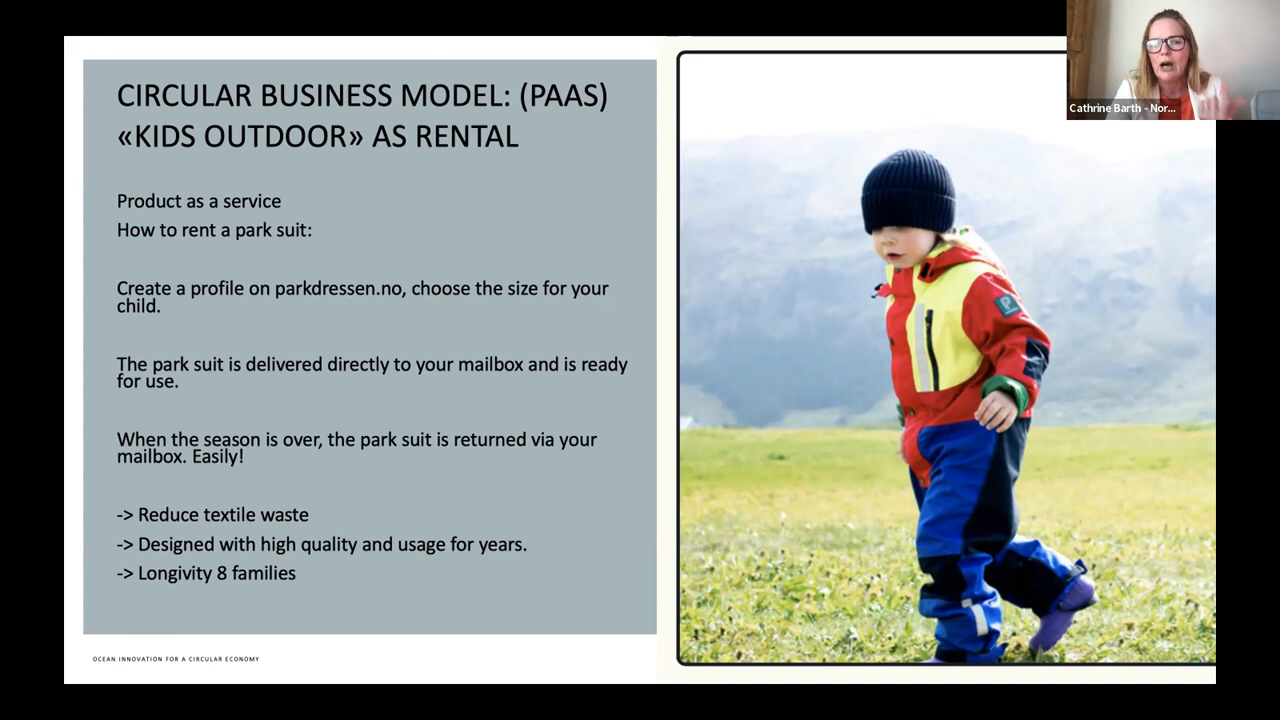 CIRCULAR BUSINESS MODEL: (PAAS)
«KIDS OUTDOOR» AS RENTAL
Product as a service
How to rent a park suit:
Create a profile on parkdressen.no, choose the size for your
child.
The park suit is delivered directly to your mailbox and is ready
for use.
When the season is over, the park suit is returned via your
mailbox. Easily!
-> Reduce textile waste
-> Designed with high quality and usage for years.
-> Longivity 8 families
OCEAN INNOVATION FOR A CIRCULAR ECONOMY
Cathrine Barth - Nor...